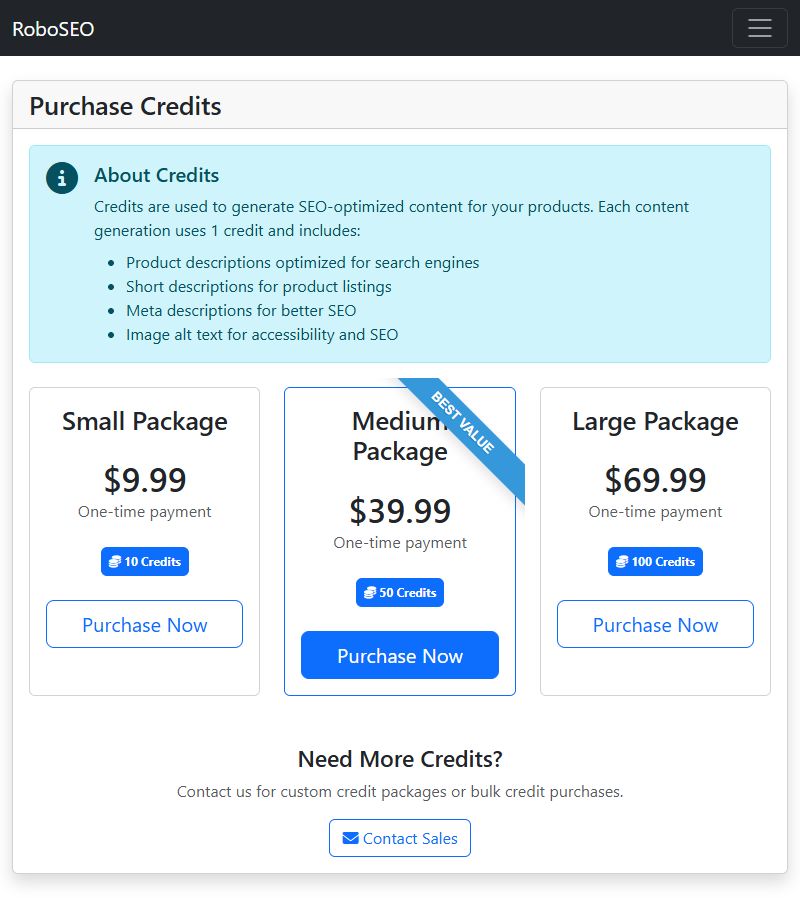 RoboSEO
Purchase Credits
About Credits
Credits are used to generate SEO-optimized content for your products. Each content
generation uses 1 credit and includes:
Product descriptions optimized for search engines
Short descriptions for product listings
Meta descriptions for better SEO
Image alt text for accessibility and SEO
Small Package
$9.99
One-time payment
10 Credits
Purchase Now
BEST VALUE
Medium
Package
$39.99
One-time payment
50 Credits
Purchase Now
Large Package
$69.99
One-time payment
100 Credits
Purchase Now
Need More Credits?
Contact us for custom credit packages or bulk credit purchases.
Contact Sales